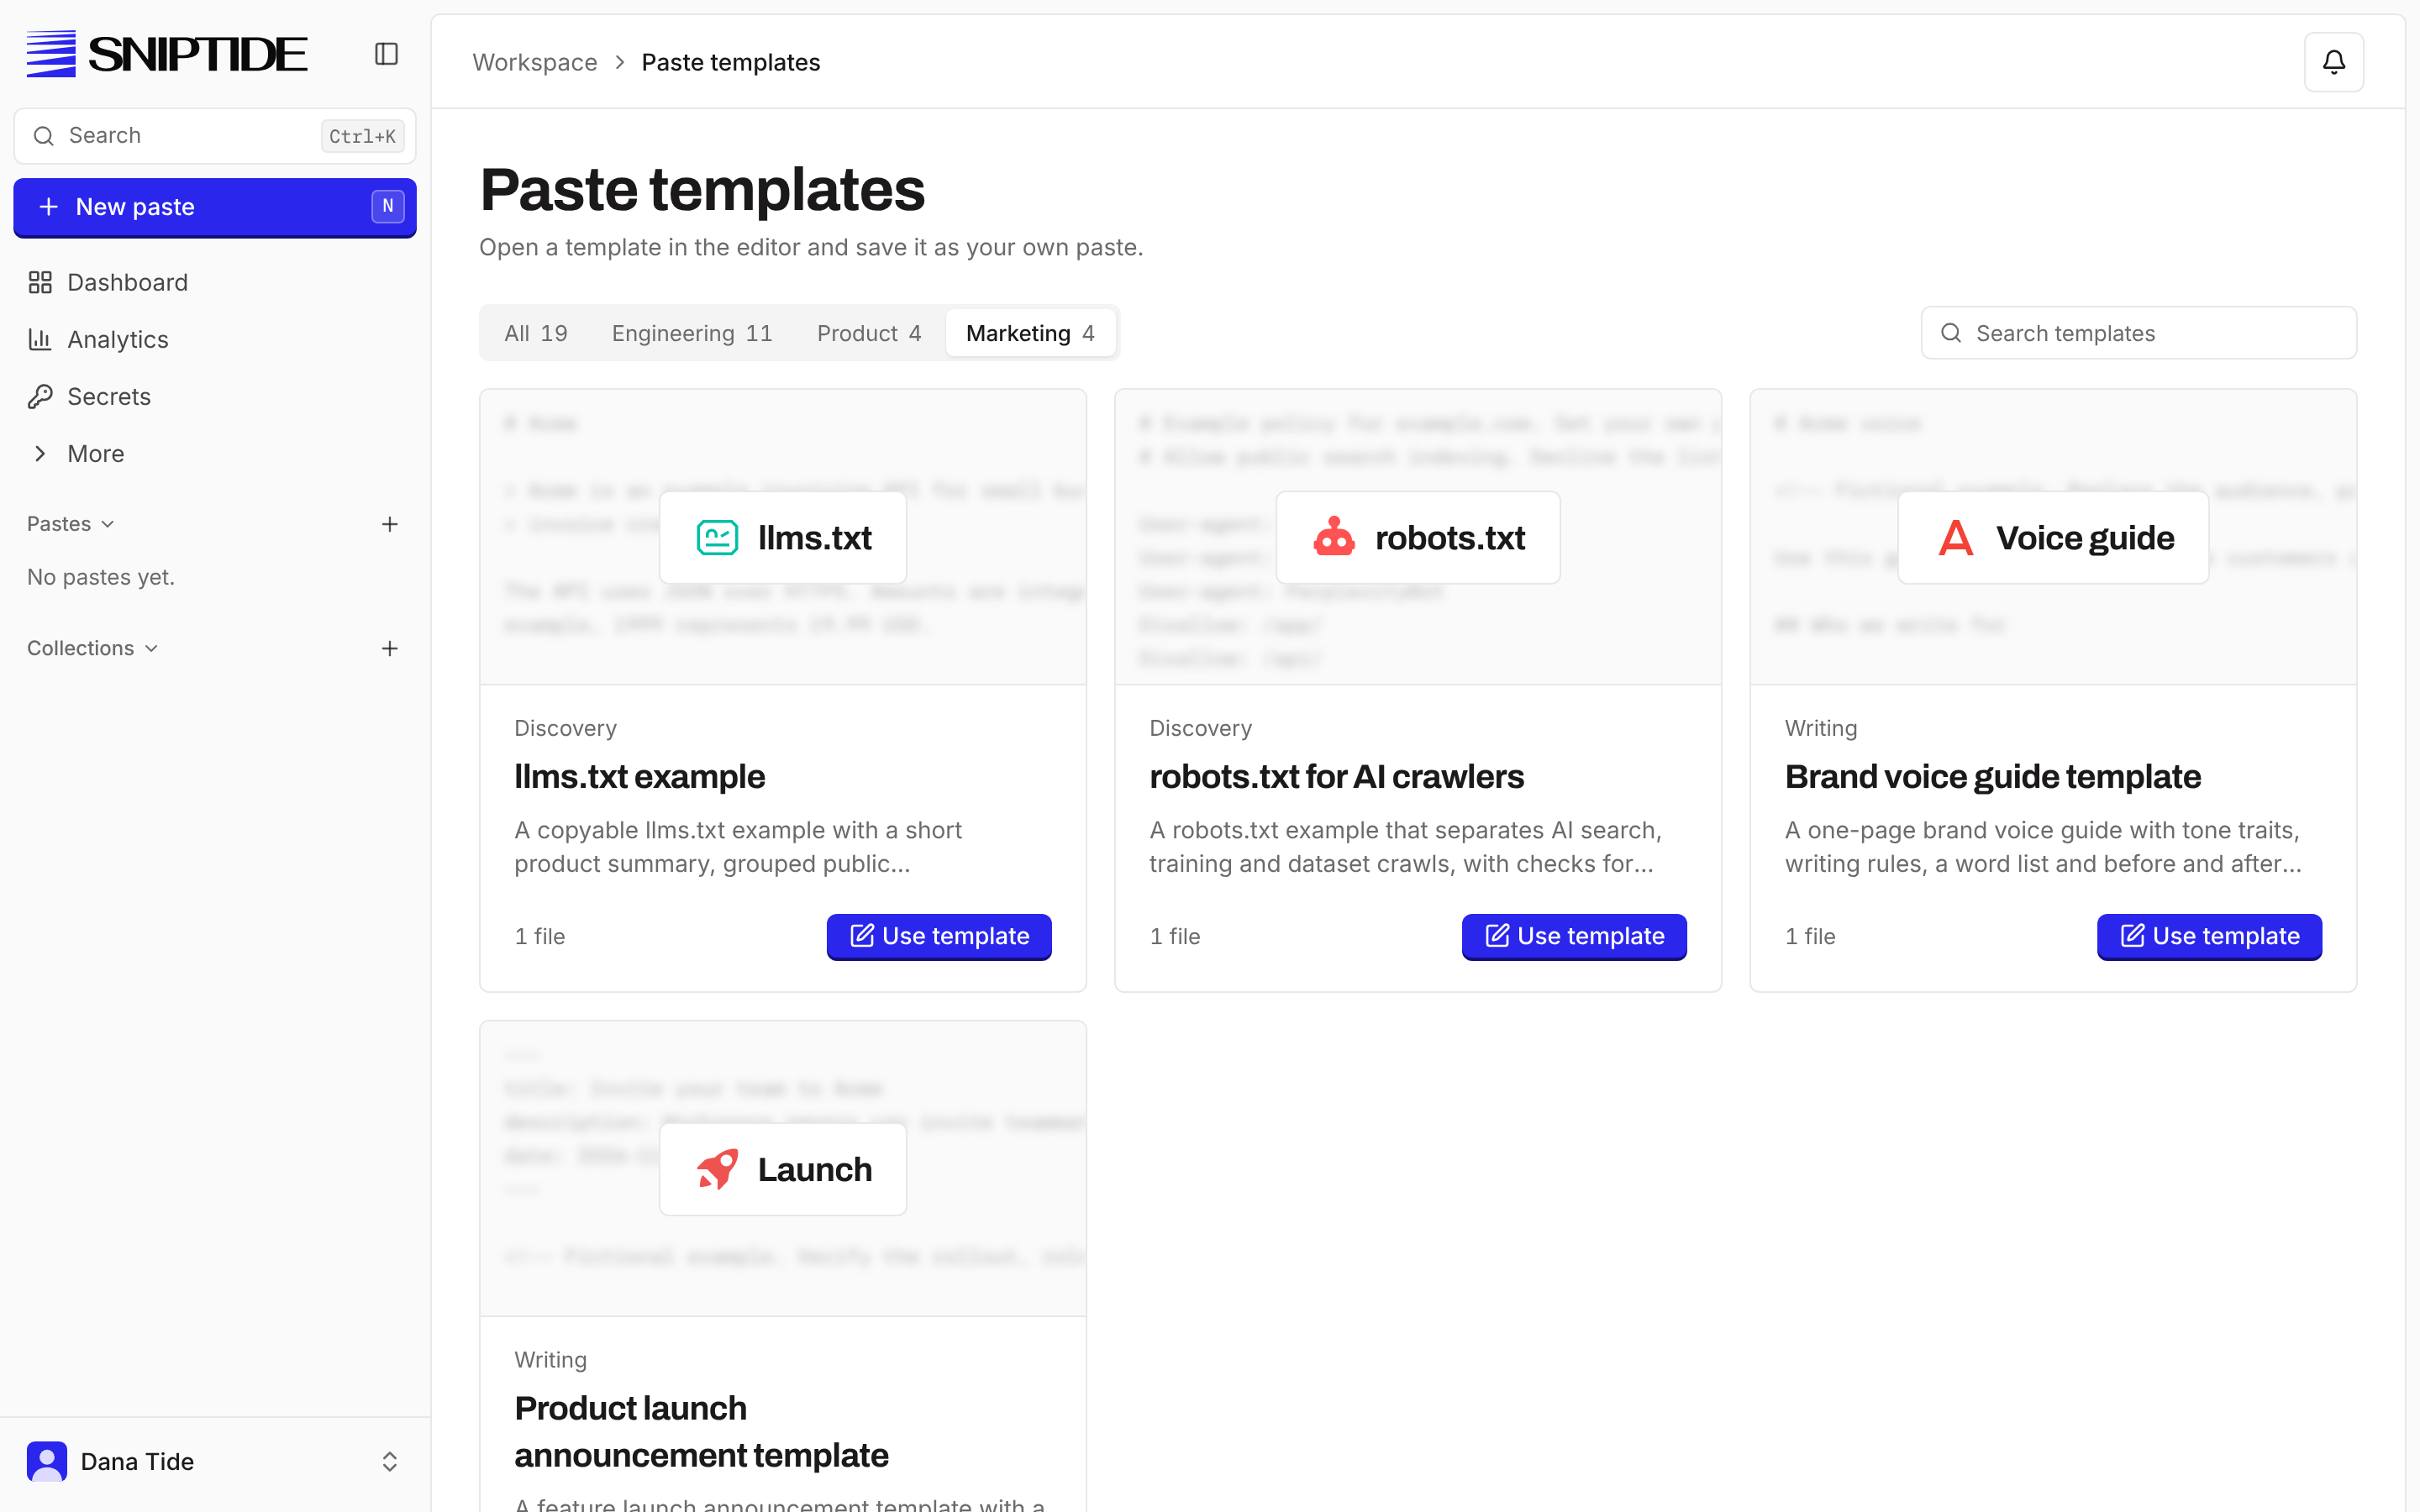 SNIPTIDE
Search Ctrl+K
New paste N
Dashboard
Analytics
Secrets
More
Pastes
No pastes yet.
Collections
Dana Tide
Workspace > Paste templates
Paste templates
Open a template in the editor and save it as your own paste.
All 19 Engineering 11 Product 4 Marketing 4
Search templates
llms.txt
Discovery
llms.txt example
A copyable llms.txt example with a short
product summary, grouped public...
1 file Use template
robots.txt
Discovery
robots.txt for AI crawlers
A robots.txt example that separates AI search,
training and dataset crawls, with checks for...
1 file Use template
Voice guide
Writing
Brand voice guide template
A one-page brand voice guide with tone traits,
writing rules, a word list and before and after...
1 file Use template
Launch
Writing
Product launch
announcement template
A feature launch announcement template with a